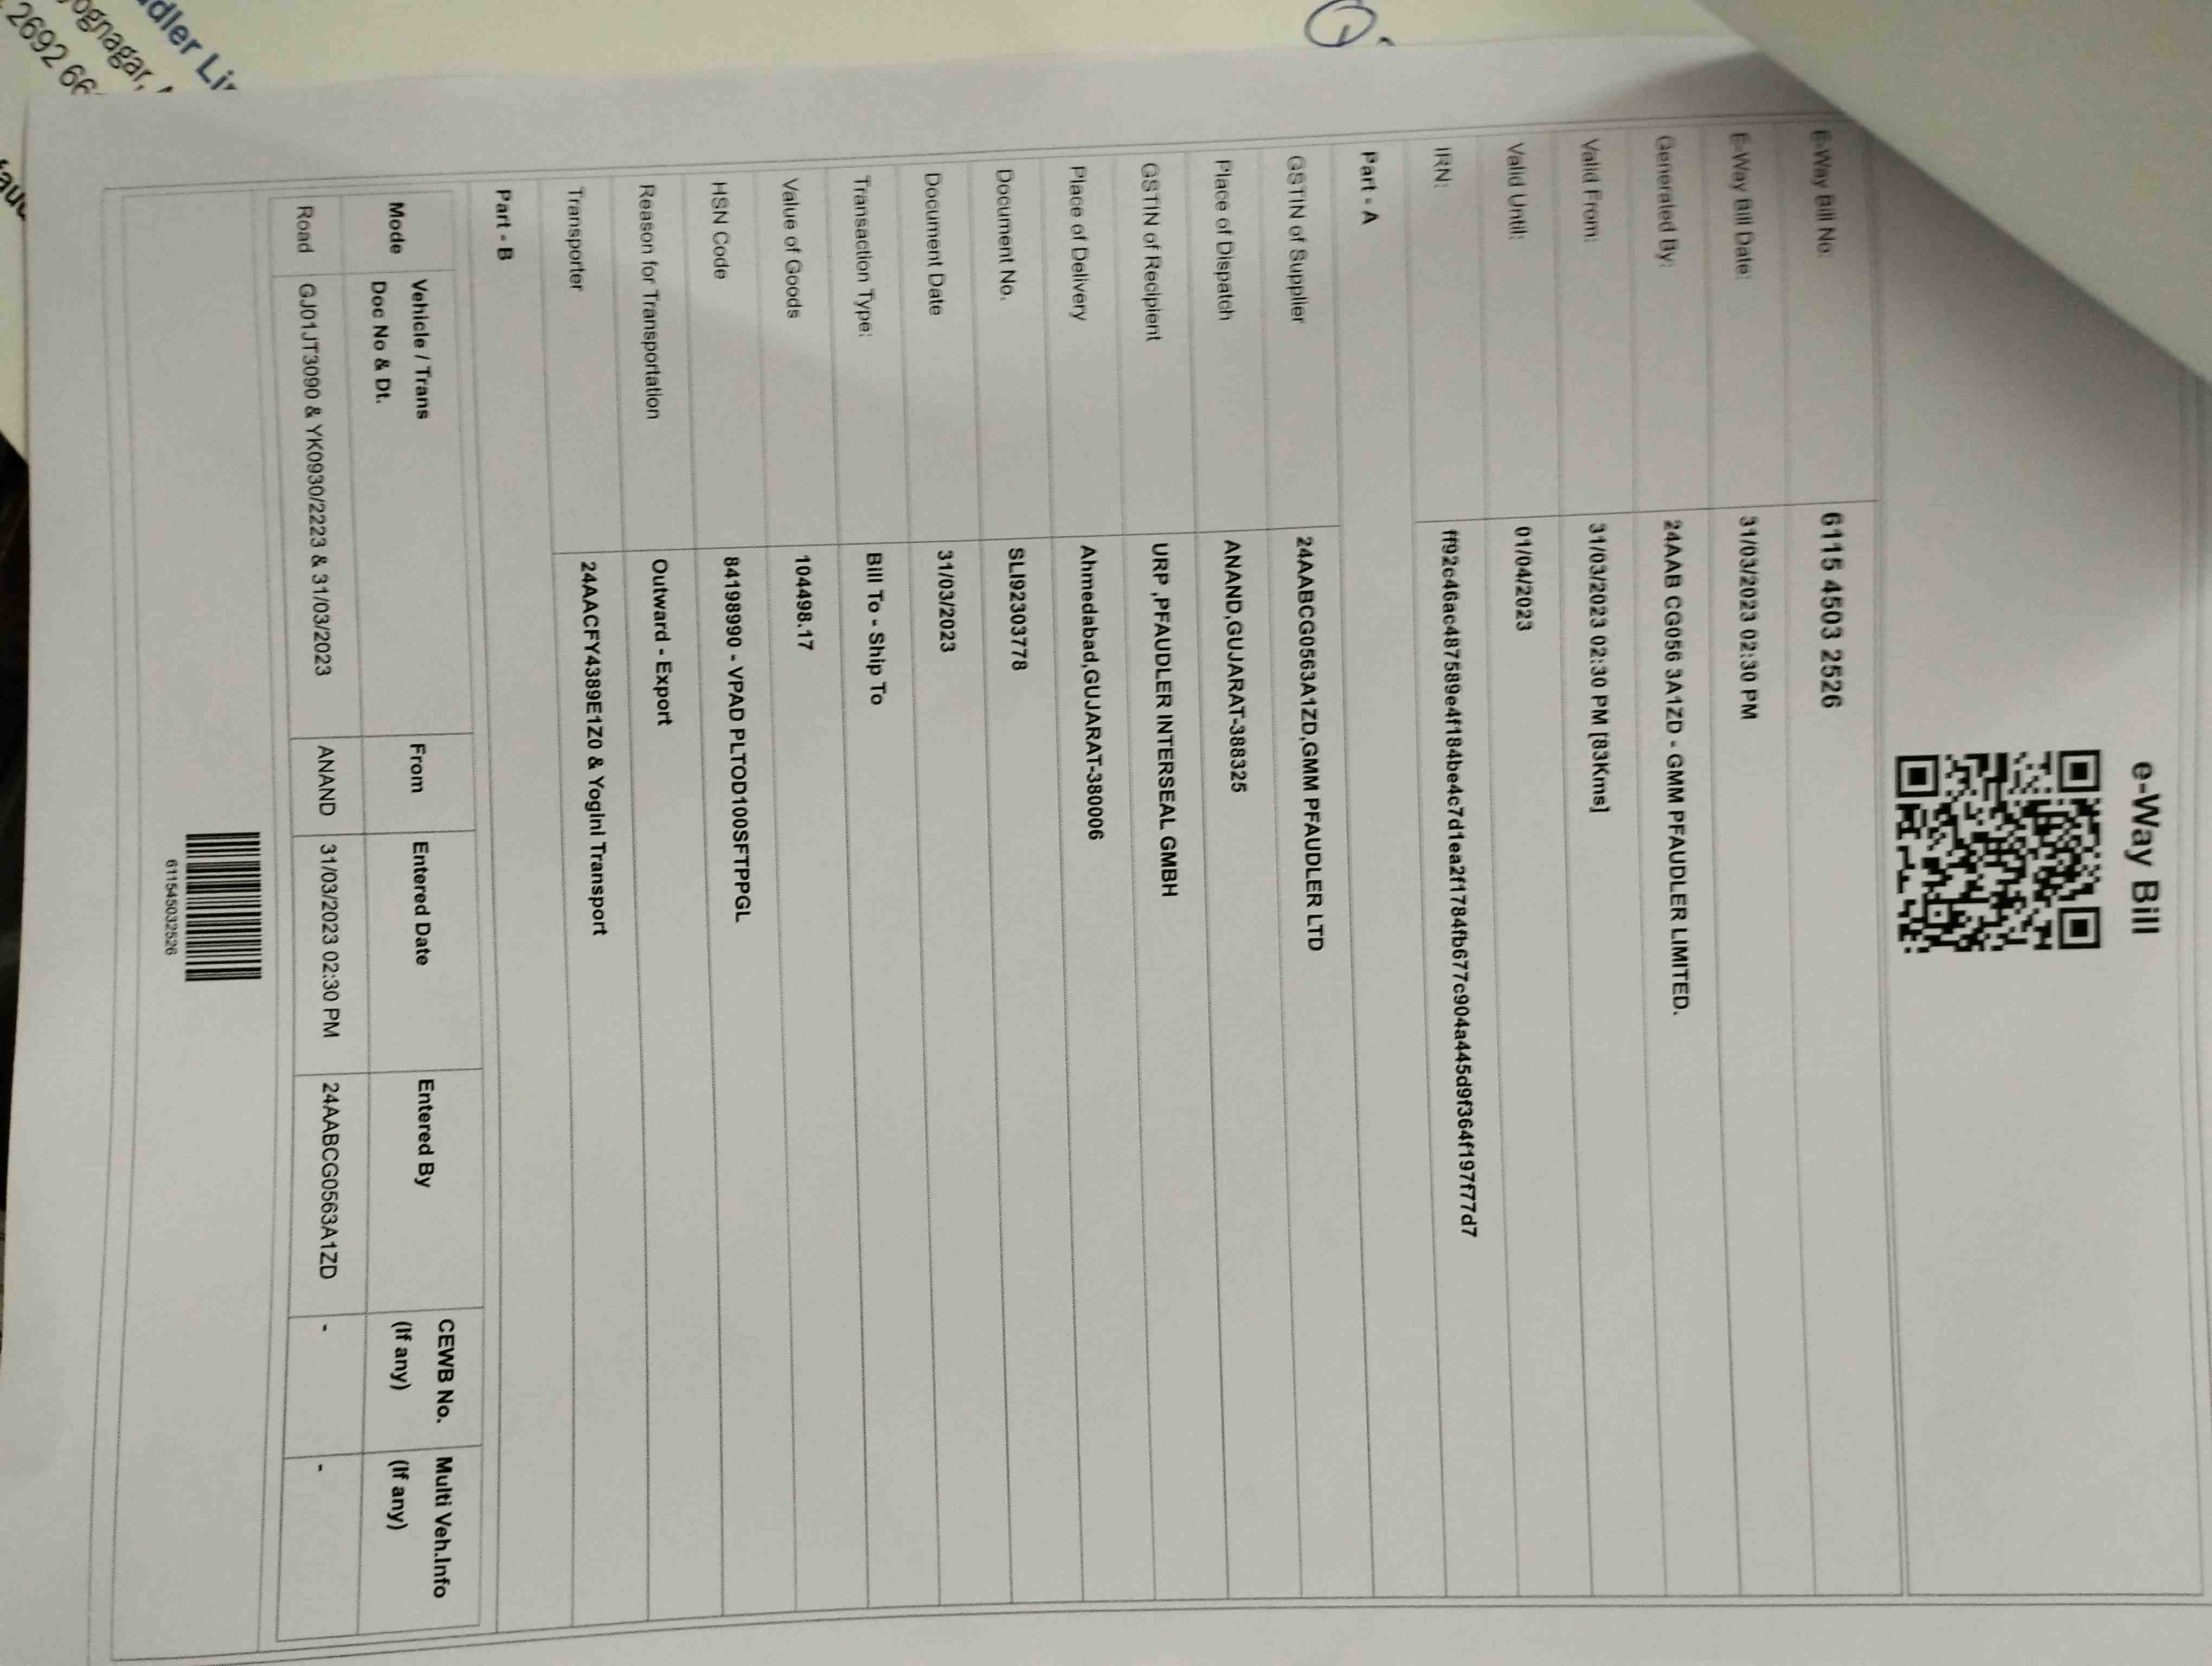 e-Way Bill
E-Way Bill No: 6115 4503 2526
E-Way Bill Date: 31/03/2023 02:30 PM
Generated By: 24AAB CG056 3A1ZD - GMM PFAUDLER LIMITED.
Valid From: 31/03/2023 02:30 PM [83Kms]
Valid Until: 01/04/2023
IRN: ff92c46ac487589e4f184be4c7d1ea2f1784fb677c904a445d9f364f197f77d7
Part - A
GSTIN of Supplier 24AABCG0563A1ZD,GMM PFAUDLER LTD
Place of Dispatch ANAND,GUJARAT-388325
GSTIN of Recipient URP ,PFAUDLER INTERSEAL GMBH
Place of Delivery Ahmedabad,GUJARAT-380006
Document No. SLI92303778
Document Date 31/03/2023
Transaction Type: Bill To - Ship To
Value of Goods 104498.17
HSN Code 84198990 - VPAD PLTOD100SFTPPGL
Reason for Transportation Outward - Export
Transporter 24AACFY4389E1Z0 & Yogini Transport
Part - B
Mode Vehicle / Trans Doc No & Dt. From Entered Date Entered By CEWB No. (If any) Multi Veh.Info (If any)
Road GJ01JT3090 & YK0930/2223 & 31/03/2023 ANAND 31/03/2023 02:30 PM 24AABCG0563A1ZD - -
611545032526
dler Li
ognagar,
2692 66